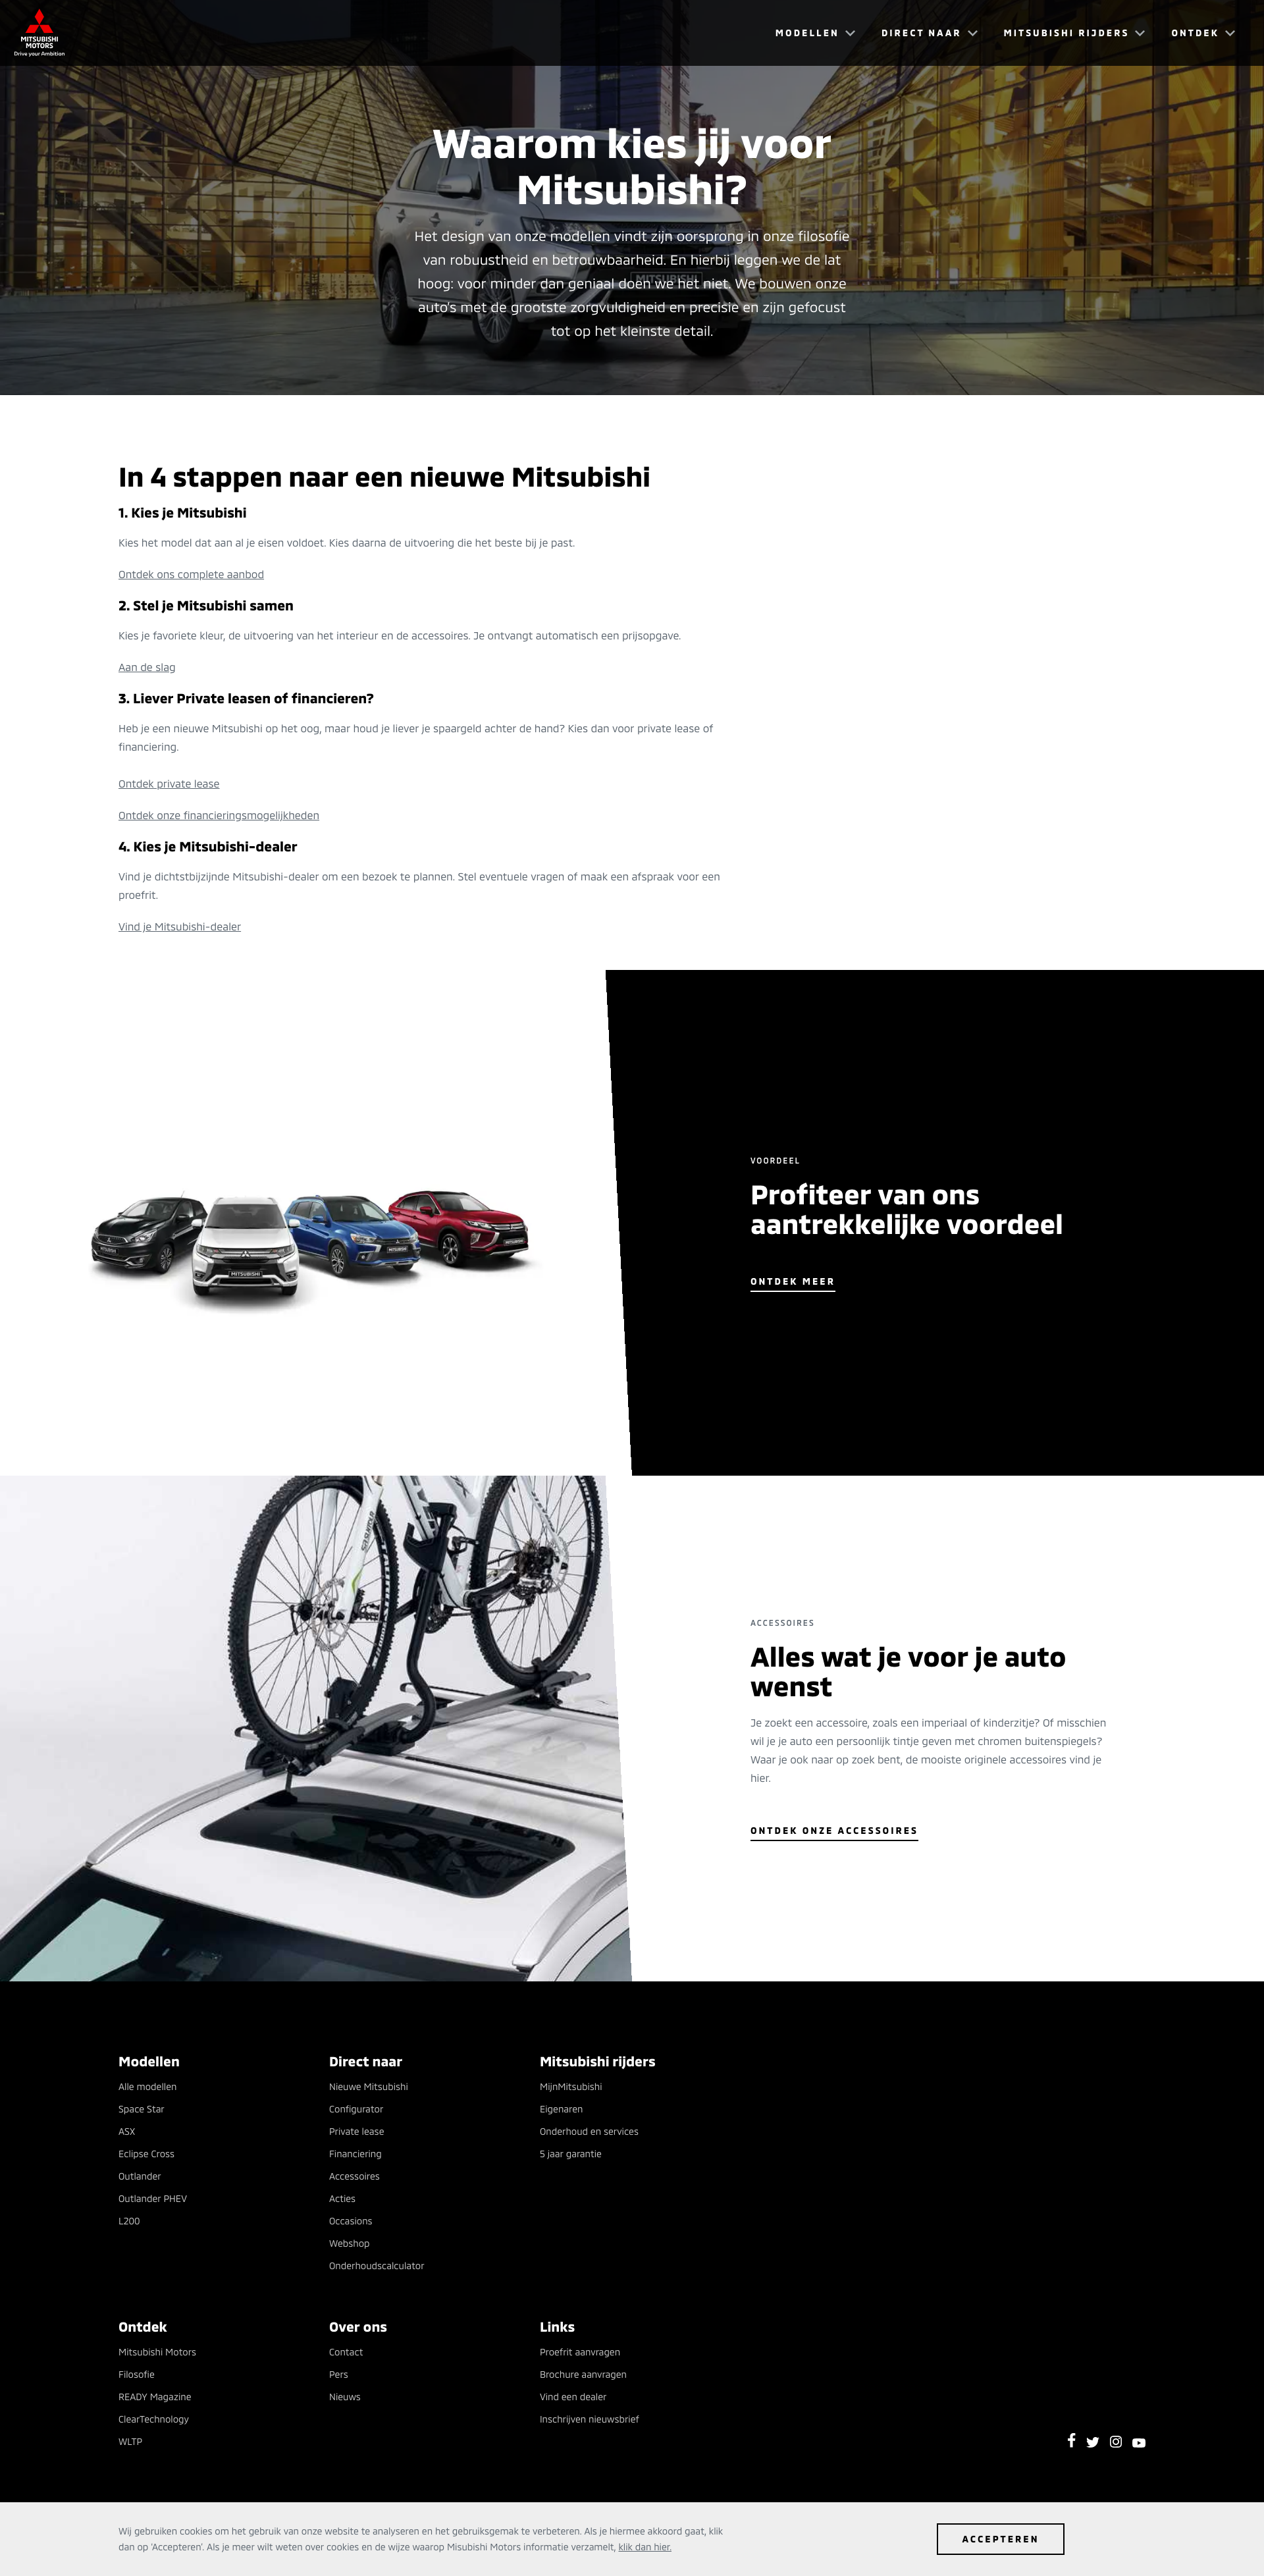 MITSUBISHI
MOTORS
Drive your Ambition
MODELLEN
DIRECT NAAR
MITSUBISHI RIJDERS
ONTDEK
Waarom kies jij voor
Mitsubishi?
Het design van onze modellen vindt zijn oorsprong in onze filosofie
van robuustheid en betrouwbaarheid. En hierbij leggen we de lat
hoog: voor minder dan geniaal doen we het niet. We bouwen onze
auto's met de grootste zorgvuldigheid en precisie en zijn gefocust
tot op het kleinste detail.
MITSUBISHI
In 4 stappen naar een nieuwe Mitsubishi
1. Kies je Mitsubishi
Kies het model dat aan al je eisen voldoet. Kies daarna de uitvoering die het beste bij je past.
Ontdek ons complete aanbod
2. Stel je Mitsubishi samen
Kies je favoriete kleur, de uitvoering van het interieur en de accessoires. Je ontvangt automatisch een prijsopgave.
Aan de slag
3. Liever Private leasen of financieren?
Heb je een nieuwe Mitsubishi op het oog, maar houd je liever je spaargeld achter de hand? Kies dan voor private lease of
financiering.
Ontdek private lease
Ontdek onze financieringsmogelijkheden
4. Kies je Mitsubishi-dealer
Vind je dichtstbijzijnde Mitsubishi-dealer om een bezoek te plannen. Stel eventuele vragen of maak een afspraak voor een
proefrit.
Vind je Mitsubishi-dealer
MITSUBISHI
VOORDEEL
Profiteer van ons
aantrekkelijke voordeel
ONTDEK MEER
ACCESSOIRES
Alles wat je voor je auto
wenst
Je zoekt een accessoire, zoals een imperiaal of kinderzitje? Of misschien
wil je je auto een persoonlijk tintje geven met chromen buitenspiegels?
Waar je ook naar op zoek bent, de mooiste originele accessoires vind je
hier.
ONTDEK ONZE ACCESSOIRES
Modellen
Alle modellen
Space Star
ASX
Eclipse Cross
Outlander
Outlander PHEV
L200
Direct naar
Nieuwe Mitsubishi
Configurator
Private lease
Financiering
Accessoires
Acties
Occasions
Webshop
Onderhoudscalculator
Mitsubishi rijders
MijnMitsubishi
Eigenaren
Onderhoud en services
5 jaar garantie
Ontdek
Mitsubishi Motors
Filosofie
READY Magazine
ClearTechnology
WLTP
Over ons
Contact
Pers
Nieuws
Links
Proefrit aanvragen
Brochure aanvragen
Vind een dealer
Inschrijven nieuwsbrief
Wij gebruiken cookies om het gebruik van onze website te analyseren en het gebruiksgemak te verbeteren. Als je hiermee akkoord gaat, klik
dan op 'Accepteren'. Als je meer wilt weten over cookies en de wijze waarop Misubishi Motors informatie verzamelt, klik dan hier.
ACCEPTEREN